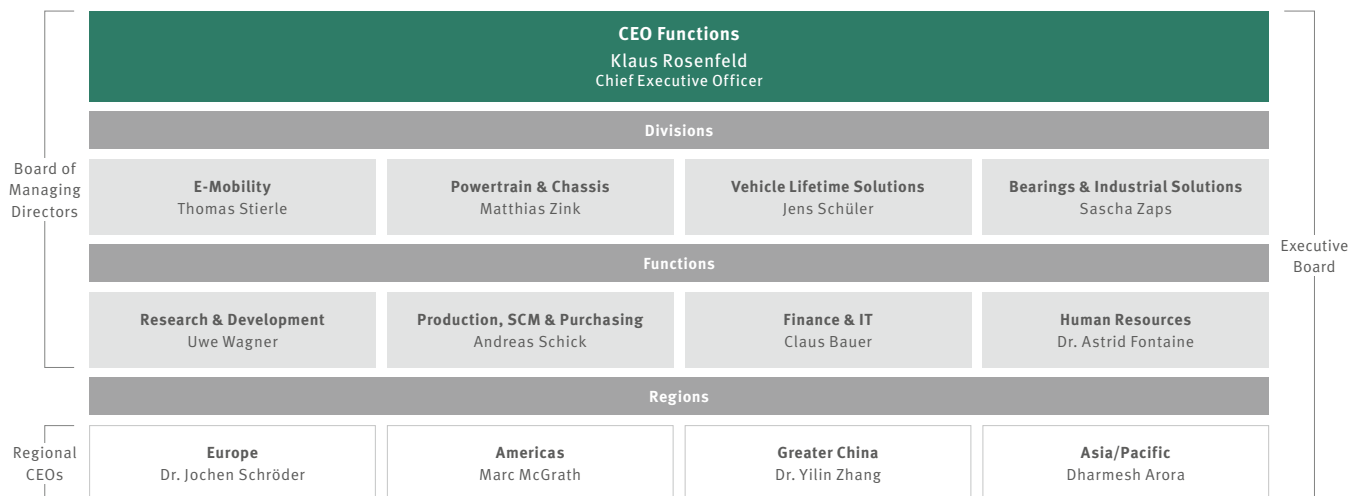 CEO Functions
Klaus Rosenfeld
Chief Executive Officer
Divisions
Board of
Managing
Directors
E-Mobility
Thomas Stierle
Powertrain & Chassis
Matthias Zink
Vehicle Lifetime Solutions
Jens Schüler
Bearings & Industrial Solutions
Sascha Zaps
Functions
Executive
Board
Research & Development
Uwe Wagner
Production, SCM & Purchasing
Andreas Schick
Finance & IT
Claus Bauer
Human Resources
Dr. Astrid Fontaine
Regions
Regional
CEOs
Europe
Dr. Jochen Schröder
Americas
Marc McGrath
Greater China
Dr. Yilin Zhang
Asia/Pacific
Dharmesh Arora